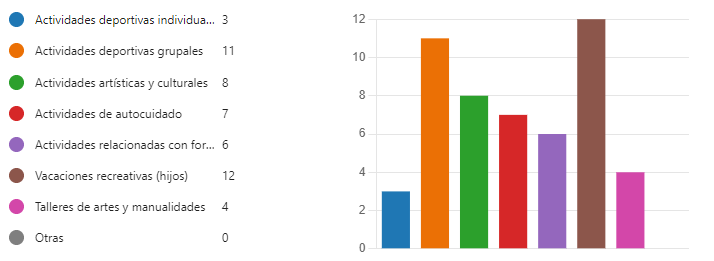 Actividades deportivas individua... 3
Actividades deportivas grupales 11
Actividades artísticas y culturales 8
Actividades de autocuidado 7
Actividades relacionadas con for... 6
Vacaciones recreativas (hijos) 12
Talleres de artes y manualidades 4
Otras 0
12
10
8
6
4
2
0